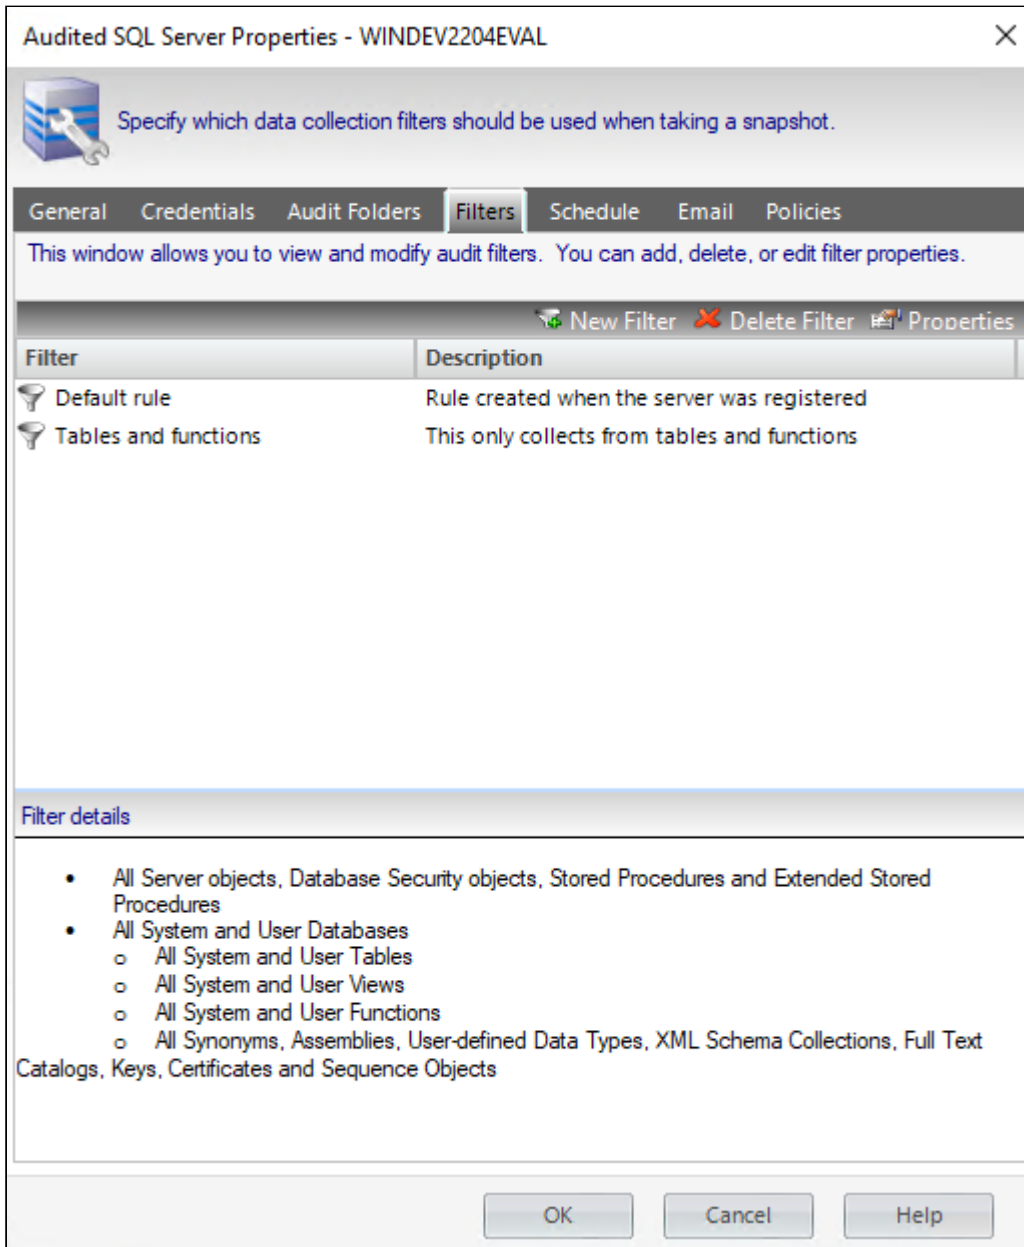 Audited SQL Server Properties - WINDEV2204EVAL
Specify which data collection filters should be used when taking a snapshot.
General Credentials Audit Folders Filters Schedule Email Policies
This window allows you to view and modify audit filters. You can add, delete, or edit filter properties.
New Filter Delete Filter Properties
Filter Description
Default rule Rule created when the server was registered
Tables and functions This only collects from tables and functions
Filter details
• All Server objects, Database Security objects, Stored Procedures and Extended Stored
Procedures
• All System and User Databases
o All System and User Tables
o All System and User Views
o All System and User Functions
o All Synonyms, Assemblies, User-defined Data Types, XML Schema Collections, Full Text
Catalogs, Keys, Certificates and Sequence Objects
OK Cancel Help